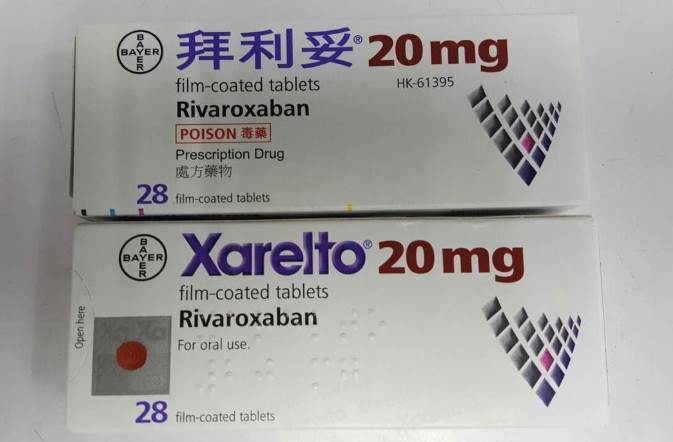 BAYER
BAYER
拜利妥® 20 mg
film-coated tablets
HK-61395
Rivaroxaban
POISON 毒藥
Prescription Drug
處方藥物
28 film-coated tablets
BAYER
BAYER
Xarelto® 20 mg
film-coated tablets
Rivaroxaban
For oral use.
Open here
28 film-coated tablets